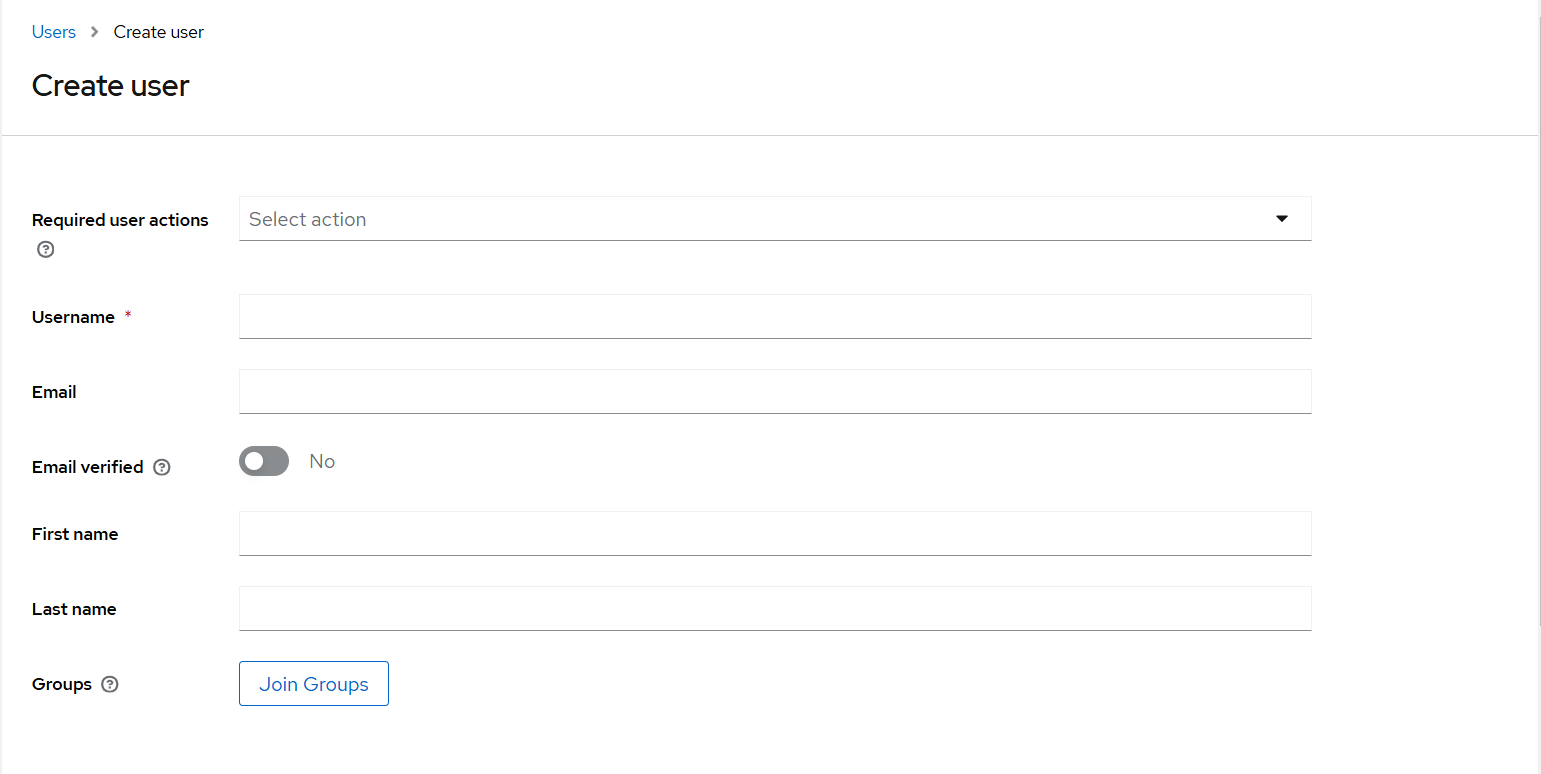 Users > Create user
Create user
Required user actions
Select action
Username *
Email
Email verified
No
First name
Last name
Groups
Join Groups